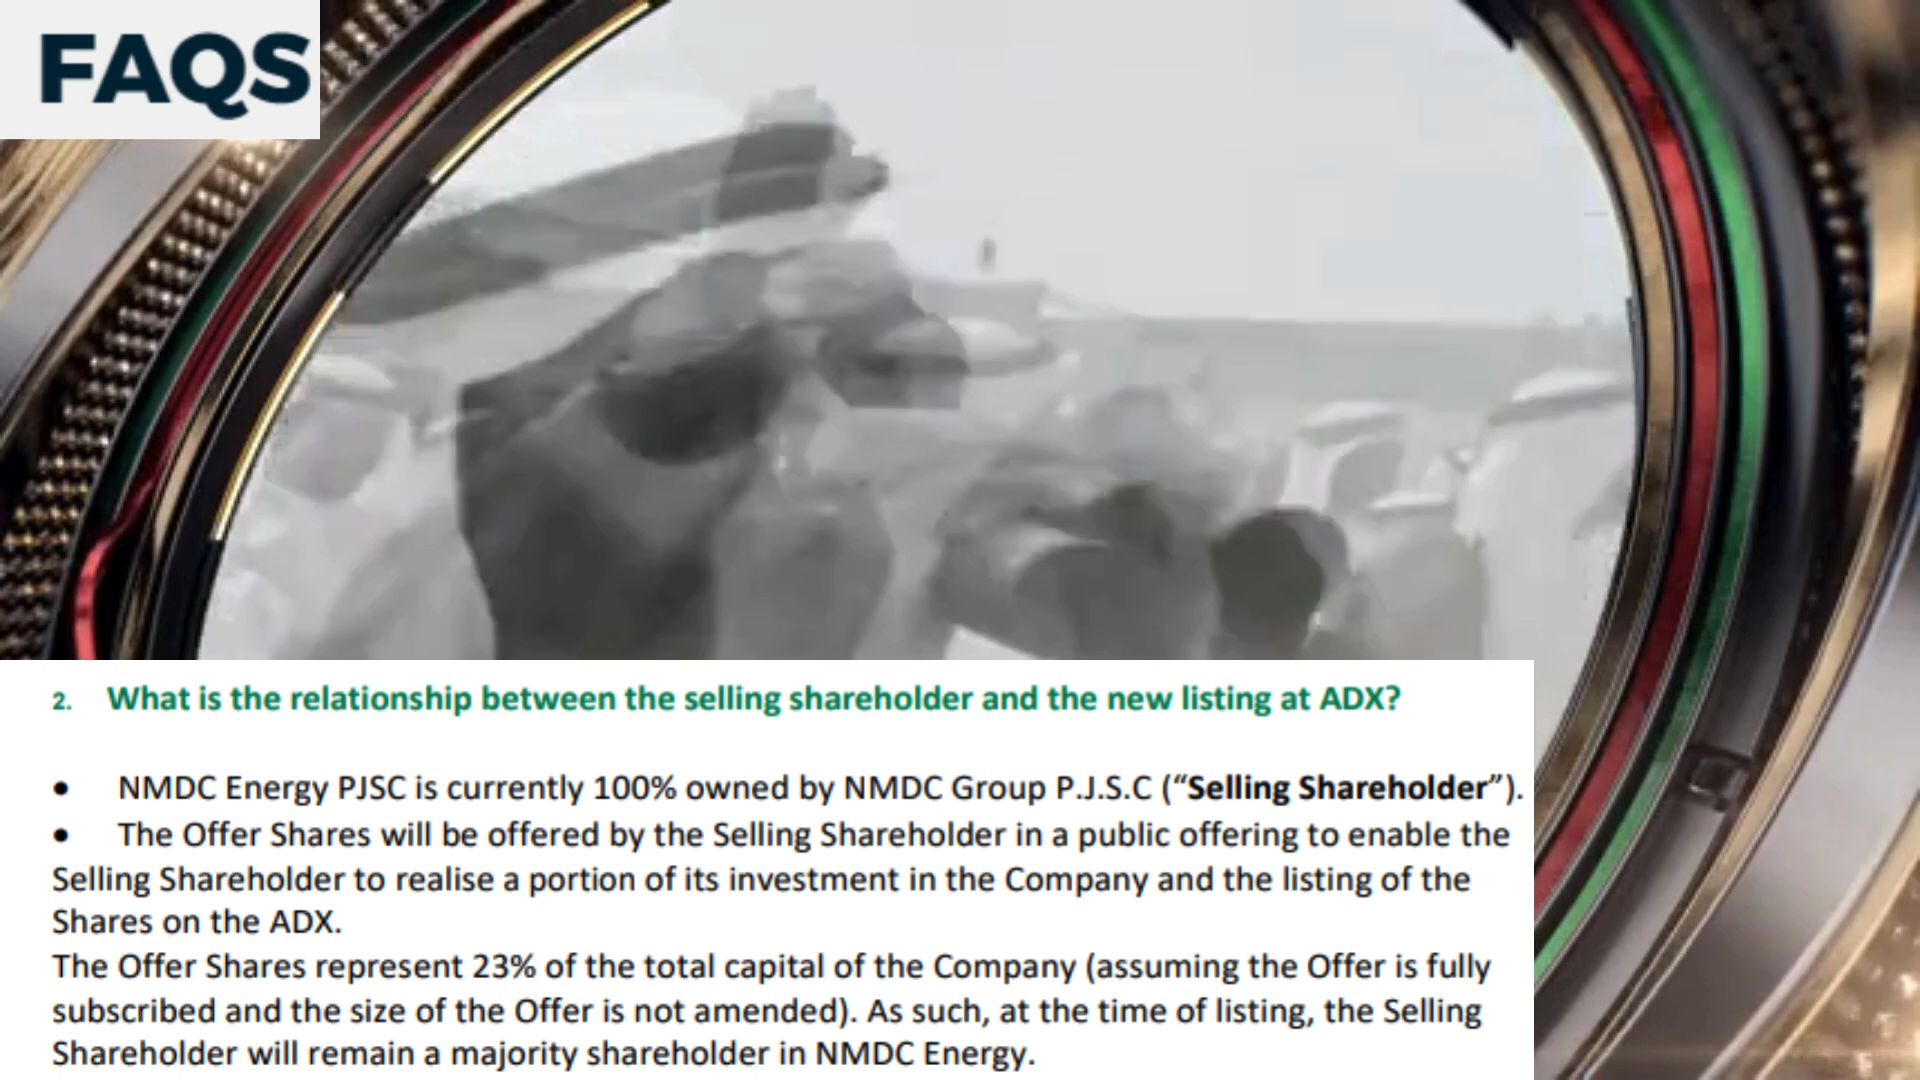 FAQS
2. What is the relationship between the selling shareholder and the new listing at ADX?
• NMDC Energy PJSC is currently 100% owned by NMDC Group P.J.S.C (“Selling Shareholder”).
• The Offer Shares will be offered by the Selling Shareholder in a public offering to enable the
Selling Shareholder to realise a portion of its investment in the Company and the listing of the
Shares on the ADX.
The Offer Shares represent 23% of the total capital of the Company (assuming the Offer is fully
subscribed and the size of the Offer is not amended). As such, at the time of listing, the Selling
Shareholder will remain a majority shareholder in NMDC Energy.